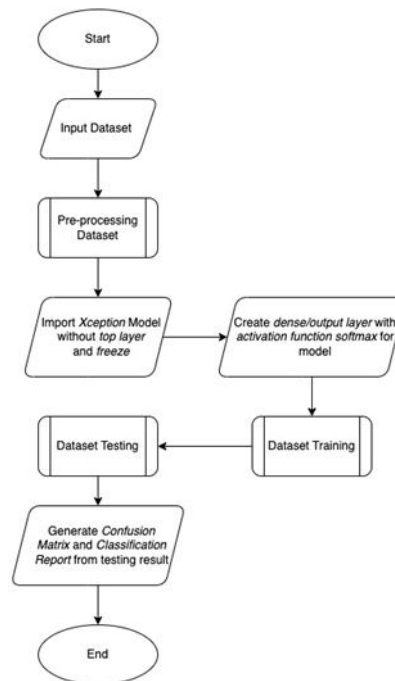 Start
Input Dataset
Pre-processing
Dataset
Import Xception Model
without top layer
and freeze
Create dense/output layer with
activation function softmax for
model
Dataset Training
Dataset Testing
Generate Confusion
Matrix and Classification
Report from testing result
End